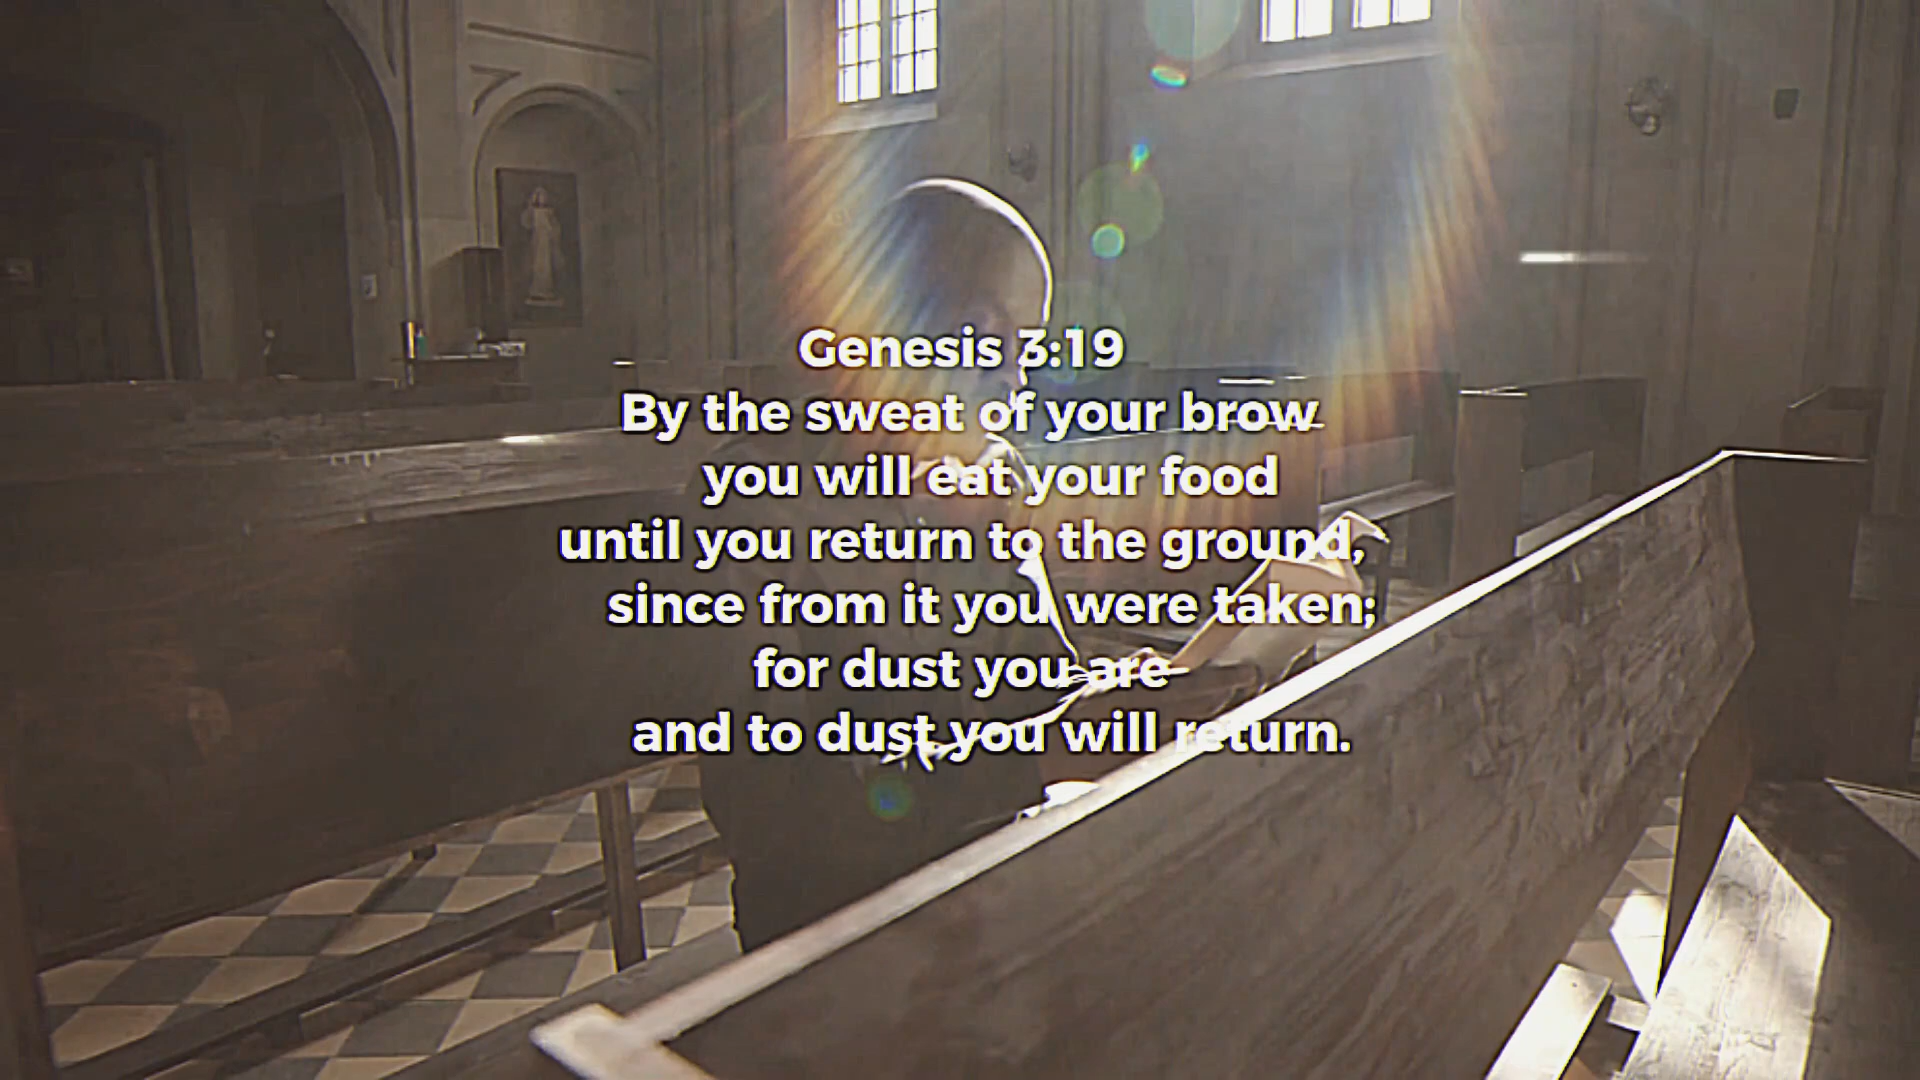 Genesis 3:19
By the sweat of your brow
you will eat your food
until you return to the ground,
since from it you were taken;
for dust you are
and to dust you will return.